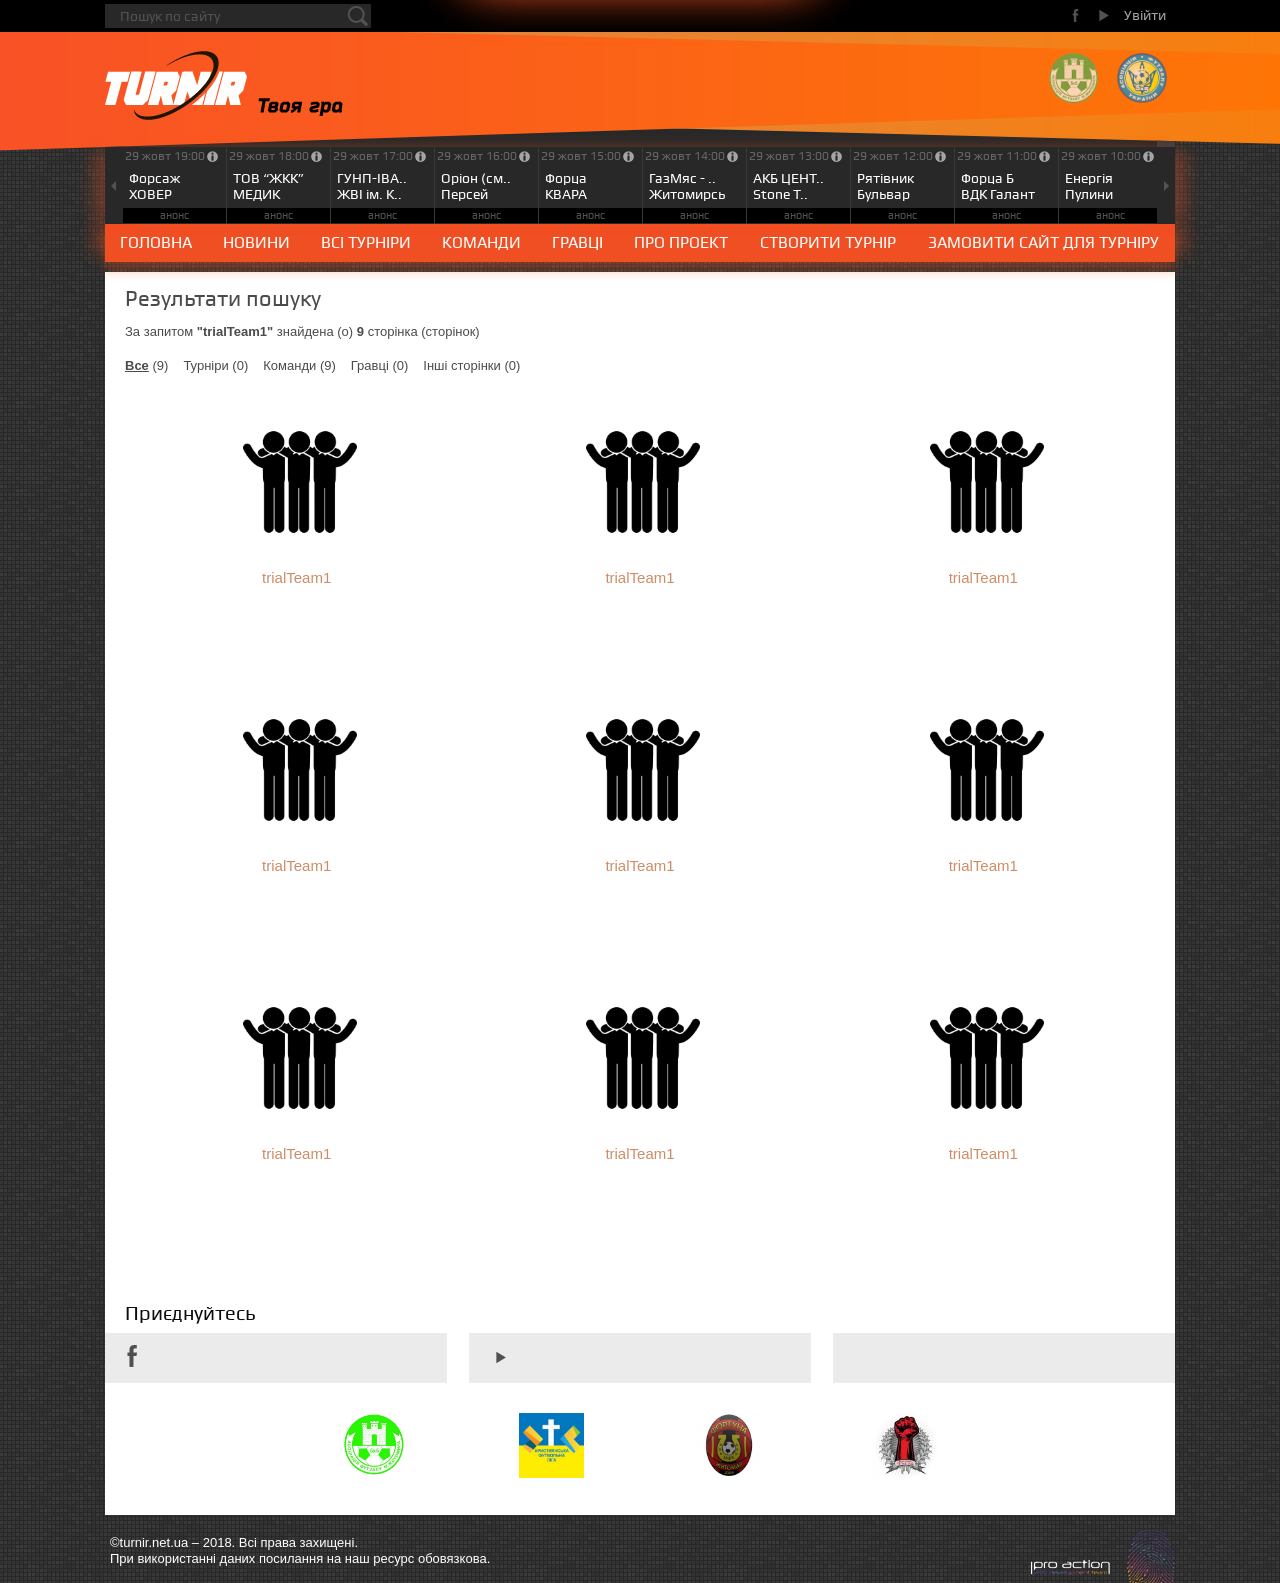 Пошук по сайту
Увійти
TURNIR
Твоя гра
29 жовт 19:00 29 жовт 18:00 29 жовт 17:00 29 жовт 16:00 29 жовт 15:00 29 жовт 14:00 29 жовт 13:00 29 жовт 12:00 29 жовт 11:00 29 жовт 10:00
Форсаж ТОВ “ЖКК” ГУНП-ІВА.. Оріон (см.. Форца ГазМяс - .. АКБ ЦЕНТ.. Рятівник Форца Б Енергія
ХОВЕР МЕДИК ЖВІ ім. К.. Персей КВАРА Житомирсь Stone T.. Бульвар ВДК Галант Пулини
анонс анонс анонс анонс анонс анонс анонс анонс анонс анонс
ГОЛОВНА НОВИНИ ВСІ ТУРНІРИ КОМАНДИ ГРАВЦІ ПРО ПРОЕКТ СТВОРИТИ ТУРНІР ЗАМОВИТИ САЙТ ДЛЯ ТУРНІРУ
Результати пошуку
За запитом "trialTeam1" знайдена (о) 9 сторінка (сторінок)
Все (9) Турніри (0) Команди (9) Гравці (0) Інші сторінки (0)
trialTeam1 trialTeam1 trialTeam1
trialTeam1 trialTeam1 trialTeam1
trialTeam1 trialTeam1 trialTeam1
Приєднуйтесь
©turnir.net.ua – 2018. Всі права захищені.
При використанні даних посилання на наш ресурс обовязкова.
pro action